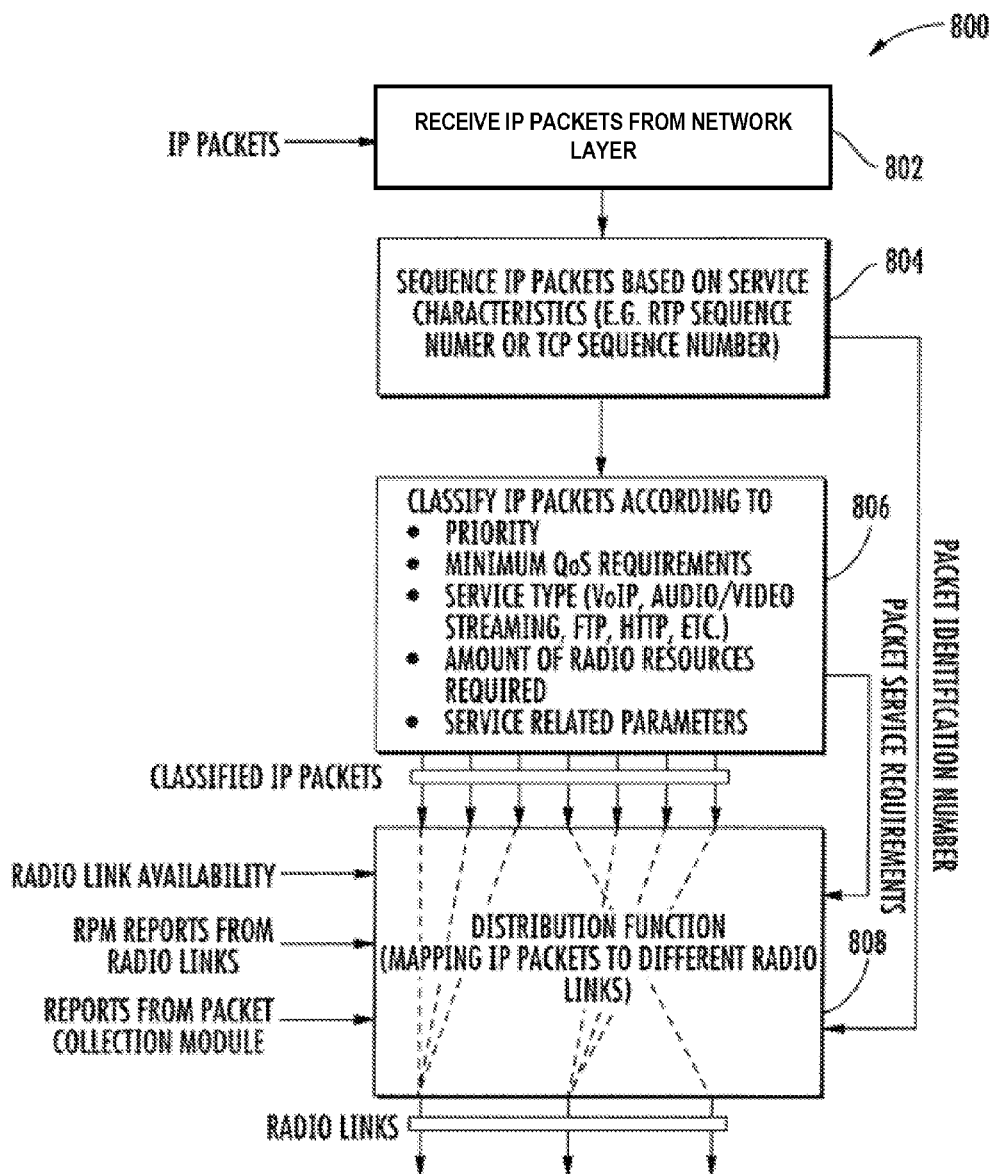 800
RECEIVE IP PACKETS FROM NETWORK
LAYER
IP PACKETS
802
804
SEQUENCE IP PACKETS BASED ON SERVICE
CHARACTERISTICS (E.G. RTP SEQUENCE
NUMER OR TCP SEQUENCE NUMBER)
CLASSIFY IP PACKETS ACCORDING TO
• PRIORITY
• MINIMUM QoS REQUIREMENTS
• SERVICE TYPE (VoIP, AUDIO/VIDEO
STREAMING, FTP, HTTP, ETC.)
• AMOUNT OF RADIO RESOURCES
REQUIRED
• SERVICE RELATED PARAMETERS
806
PACKET IDENTIFICATION NUMBER
PACKET SERVICE REQUIREMENTS
CLASSIFIED IP PACKETS
RADIO LINK AVAILABILITY
RPM REPORTS FROM
RADIO LINKS
REPORTS FROM PACKET
COLLECTION MODULE
DISTRIBUTION FUNCTION
(MAPPING IP PACKETS TO DIFFERENT RADIO
LINKS)
808
RADIO LINKS